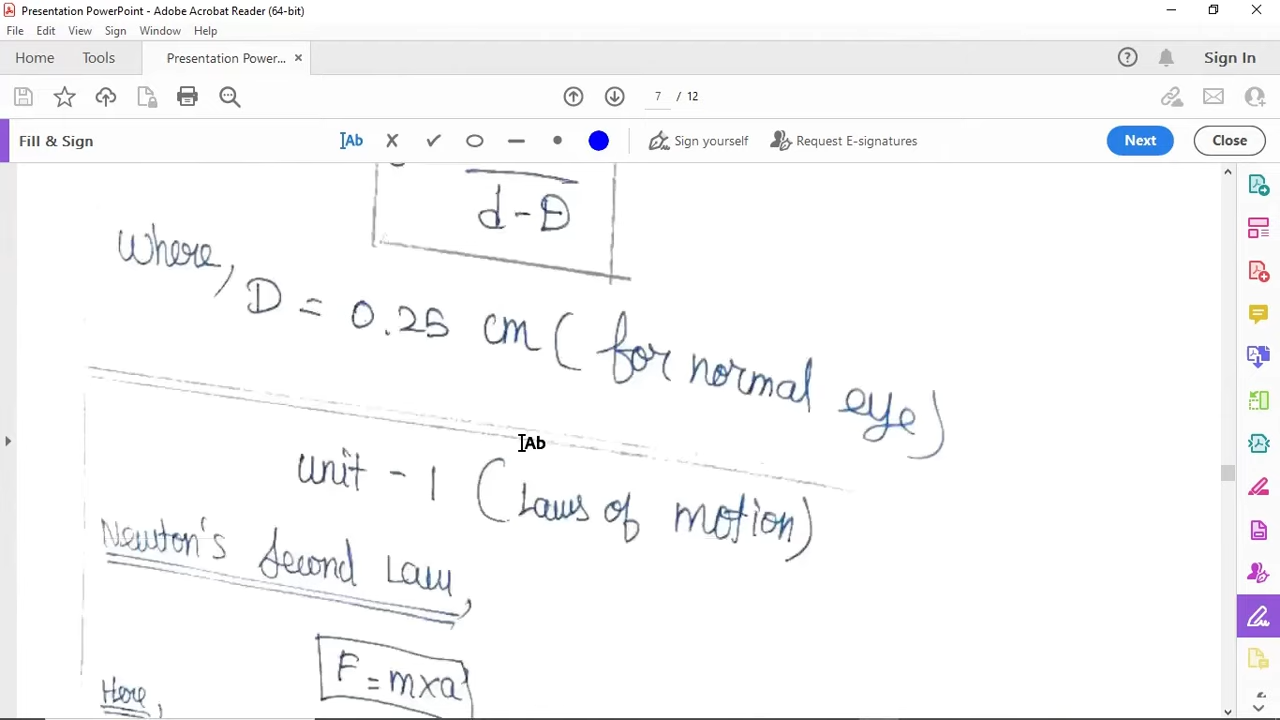 Presentation PowerPoint - Adobe Acrobat Reader (64-bit)
File Edit View Sign Window Help
Home Tools Presentation Power... × Sign In
7 / 12
Fill & Sign Ab Sign yourself Request E-signatures Next Close
d - D
Where,
D = 0.25 cm ( for normal eye)
Ab
unit - 1 (Laws of motion)
Newton's Second Law,
F = m×a
Here,